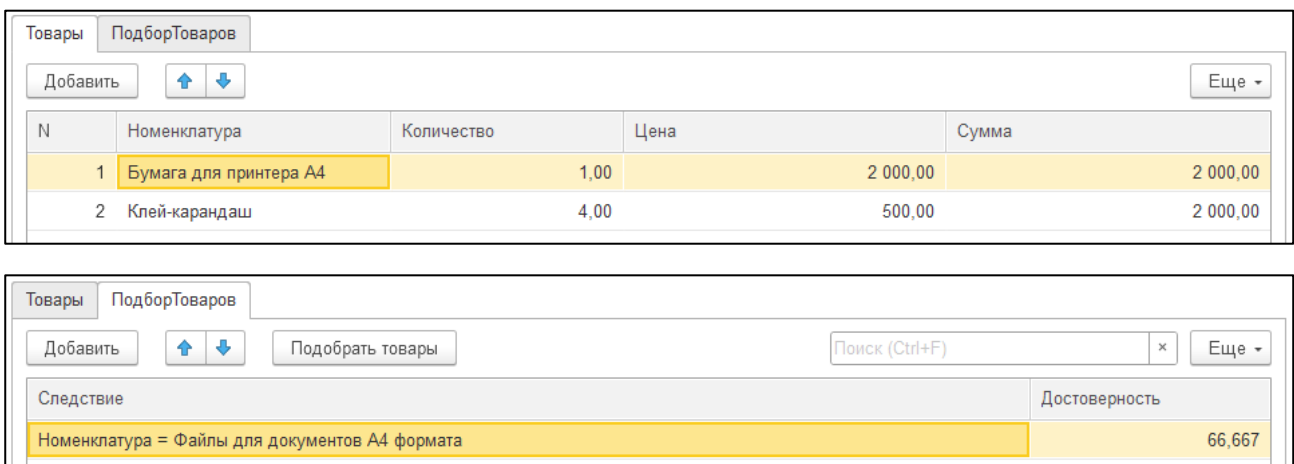 Товары ПодборТоваров
Добавить Еще
N Номенклатура Количество Цена Сумма
1 Бумага для принтера А4 1,00 2 000,00 2 000,00
2 Клей-карандаш 4,00 500,00 2 000,00
Товары ПодборТоваров
Добавить Подобрать товары Поиск (Ctrl+F) × Еще
Следствие Достоверность
Номенклатура = Файлы для документов А4 формата 66,667